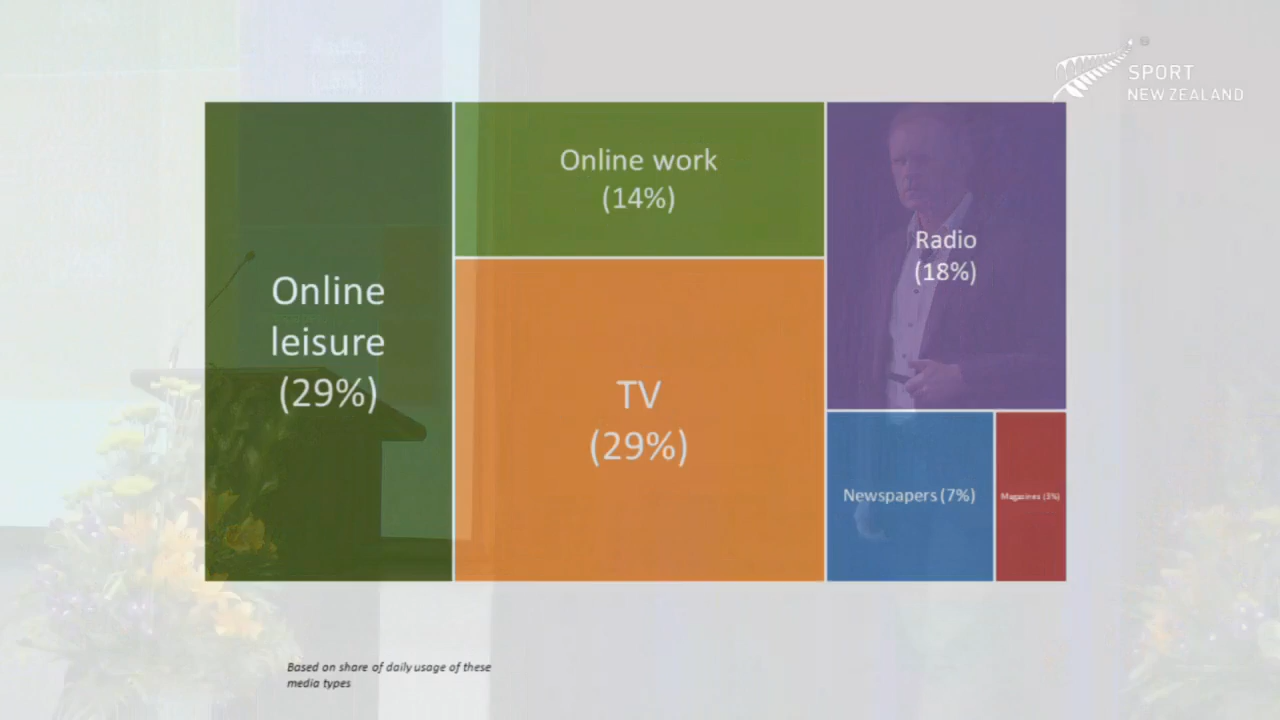 SPORT
NEW ZEALAND
Online work
(14%)
Radio
(18%)
Online
leisure
(29%)
TV
(29%)
Newspapers (7%)
Magazines (3%)
Based on share of daily usage of these
media types